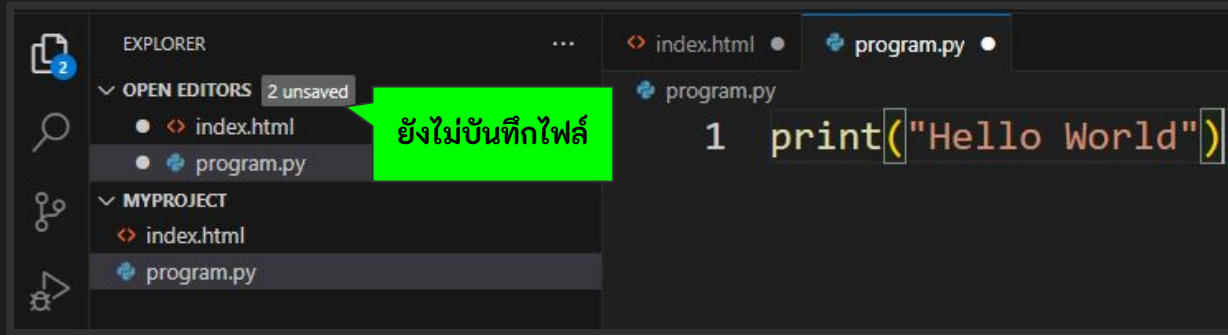 EXPLORER
OPEN EDITORS 2 unsaved
index.html
program.py
MYPROJECT
index.html
program.py
2
ยังไม่บันทึกไฟล์
index.html
program.py
program.py
1 print("Hello World")